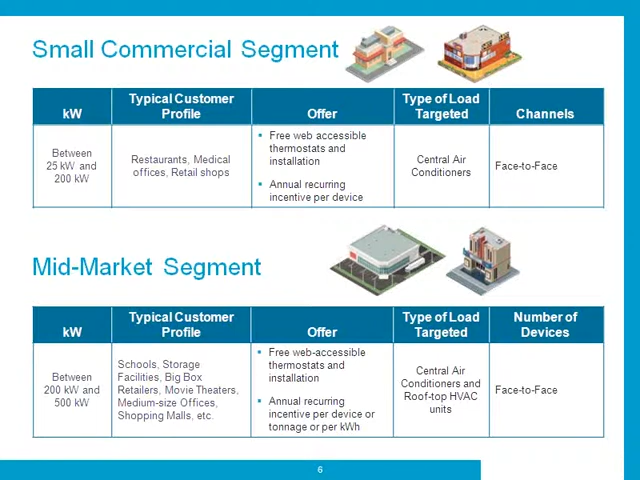 Small Commercial Segment
kW
Typical Customer
Profile
Offer
Type of Load
Targeted
Channels
Between
25 kW and
200 kW
Restaurants, Medical
offices, Retail shops
▪ Free web accessible
thermostats and
installation
▪ Annual recurring
incentive per device
Central Air
Conditioners
Face-to-Face
Mid-Market Segment
kW
Typical Customer
Profile
Offer
Type of Load
Targeted
Number of
Devices
Between
200 kW and
500 kW
Schools, Storage
Facilities, Big Box
Retailers, Movie Theaters,
Medium-size Offices,
Shopping Malls, etc.
▪ Free web-accessible
thermostats and
installation
▪ Annual recurring
incentive per device or
tonnage or per kWh
Central Air
Conditioners and
Roof-top HVAC
units
Face-to-Face
6